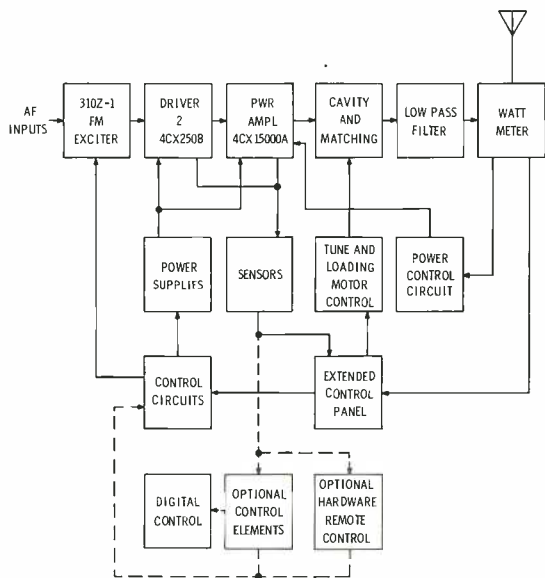 AF
INPUTS
310Z-1
FM
EXCITER
DRIVER
2
4CX250B
PWR
AMPL
4CX15000A
CAVITY
AND
MATCHING
LOW PASS
FILTER
WATT
METER
POWER
SUPPLIES
SENSORS
TUNE AND
LOADING
MOTOR
CONTROL
POWER
CONTROL
CIRCUIT
CONTROL
CIRCUITS
EXTENDED
CONTROL
PANEL
DIGITAL
CONTROL
OPTIONAL
CONTROL
ELEMENTS
OPTIONAL
HARDWARE
REMOTE
CONTROL